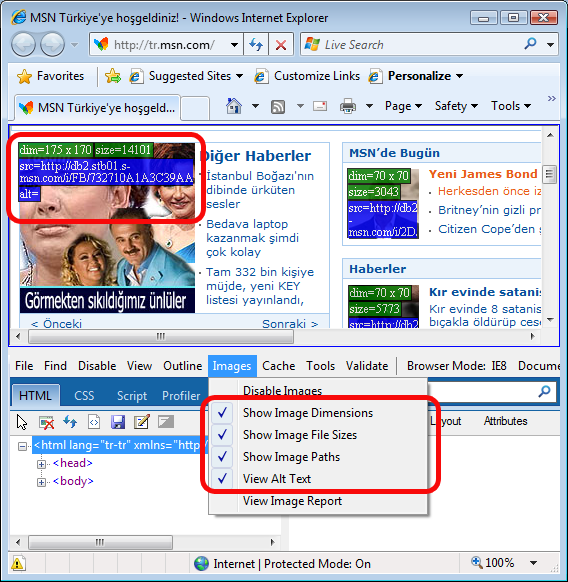 MSN Türkiye'ye hoşgeldiniz! - Windows Internet Explorer
http://tr.msn.com/
Live Search
Favorites
Suggested Sites
Customize Links
Personalize
MSN Türkiye'ye hoşgeld...
Page
Safety
Tools
dim=175 x 170 size=14101
src=http://db2.stb01.s-
msn.com/i/FB/732710A1A3C39AA
alt=
Görmekten sıkıldığımız ünlüler
< Önceki
Sonraki >
Diğer Haberler
İstanbul Boğazı'nın
dibinde ürküten
sesler
Bedava laptop
kazanmak şimdi
çok kolay
Tam 332 bin kişiye
müjde, yeni KEY
listesi yayınlandı,
MSN'de Bugün
dim=70 x 70
size=3043
src=http://db2
-msn.com/i/2D.
Yeni James Bond
Herkesden önce iz
Britney'nin gizli pr
Citizen Cope'den ş
Haberler
dim=70 x 70
size=5773
src=http://db2
Kır evinde satanis
Kırevinde 8 satanis
bıçakla öldürüp cese
File Find Disable View Outline Images Cache Tools Validate Browser Mode: IE8 Docume
HTML CSS Script Profiler
Disable Images
Show Image Dimensions
Show Image File Sizes
Show Image Paths
View Alt Text
View Image Report
Layout Attributes
<html lang="tr-tr" xmlns="http:/
<head>
<body>
Internet | Protected Mode: On
100%